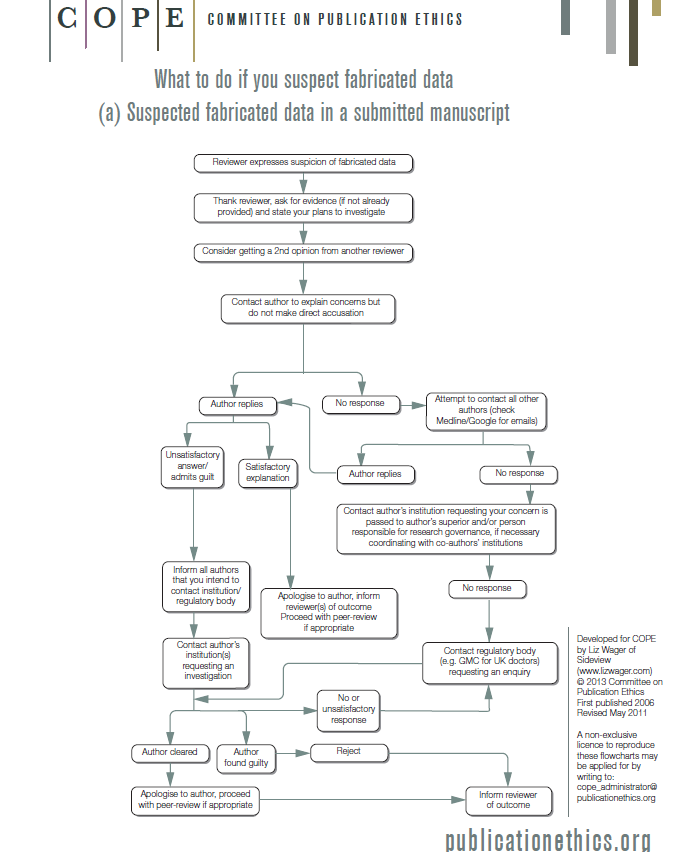 COPE COMMITTEE ON PUBLICATION ETHICS
What to do if you suspect fabricated data
(a) Suspected fabricated data in a submitted manuscript
Reviewer expresses suspicion of fabricated data
Thank reviewer, ask for evidence (if not already
provided) and state your plans to investigate
Consider getting a 2nd opinion from another reviewer
Contact author to explain concerns but
do not make direct accusation
Author replies
No response
Attempt to contact all other
authors (check
Medline/Google for emails)
Unsatisfactory
answer/
admits guilt
Satisfactory
explanation
Author replies
No response
Contact author's institution requesting your concern is
passed to author's superior and/or person
responsible for research governance, if necessary
coordinating with co-authors' institutions
Inform all authors
that you intend to
contact institution/
regulatory body
Apologise to author, inform
reviewer(s) of outcome
Proceed with peer-review
if appropriate
No response
Contact author's
institution(s)
requesting an
investigation
Contact regulatory body
(e.g. GMC for UK doctors)
requesting an enquiry
No or
unsatisfactory
response
Author cleared
Author
found guilty
Reject
Apologise to author, proceed
with peer-review if appropriate
Inform reviewer
of outcome
Developed for COPE
by Liz Wager of
Sideview
(www.lizwager.com)
© 2013 Committee on
Publication Ethics
First published 2006
Revised May 2011
A non-exclusive
licence to reproduce
these flowcharts may
be applied for by
writing to:
cope_administrator@
publicationethics.org
publicationethics.org